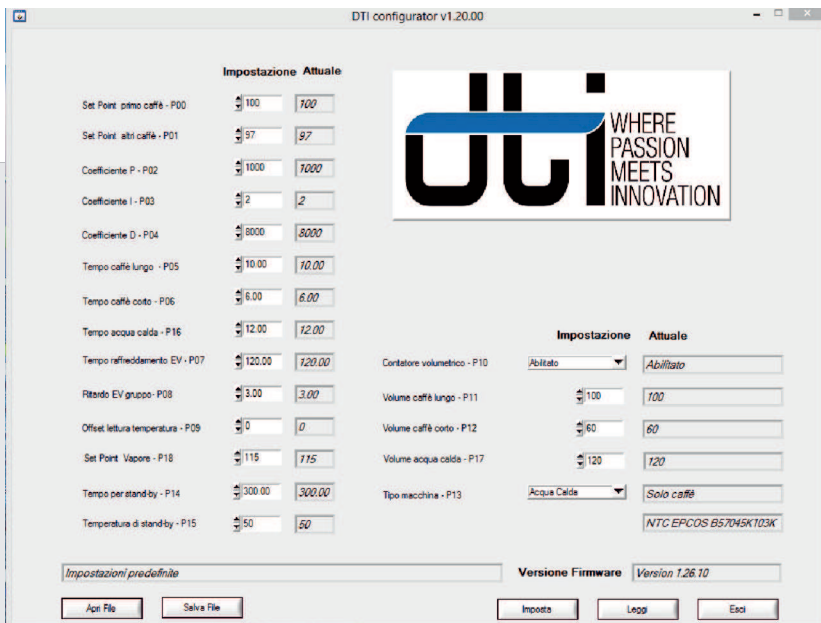 DTI configurator v1.20.00
Impostazione Attuale
Set Point primo caffè - P00 100 100
Set Point altri caffè - P01 97 97
Coefficiente P - P02 1000 1000
Coefficiente I - P03 2 2
Coefficiente D - P04 8000 8000
Tempo caffè lungo - P05 10.00 10.00
Tempo caffè corto - P06 6.00 6.00
Tempo acqua calda - P16 12.00 12.00
Tempo raffreddamento EV - P07 120.00 120.00
Ritardo EV gruppo- P08 3.00 3.00
Offset lettura temperatura - P09 0 0
Set Point Vapore - P18 115 115
Tempo per stand-by - P14 300.00 300.00
Temperatura di stand-by - P15 50 50
dti
WHERE
PASSION
MEETS
INNOVATION
Impostazione Attuale
Contatore volumetrico - P10 Abilitato Abilitato
Volume caffè lungo - P11 100 100
Volume caffè corto - P12 60 60
Volume acqua calda - P17 120 120
Tipo macchina - P13 Acqua Calda Solo caffè
NTC EPCOS B57045K103K
Impostazioni predefinite Versione Firmware Version 1.26.10
Apri File Salva File Imposta Leggi Esci